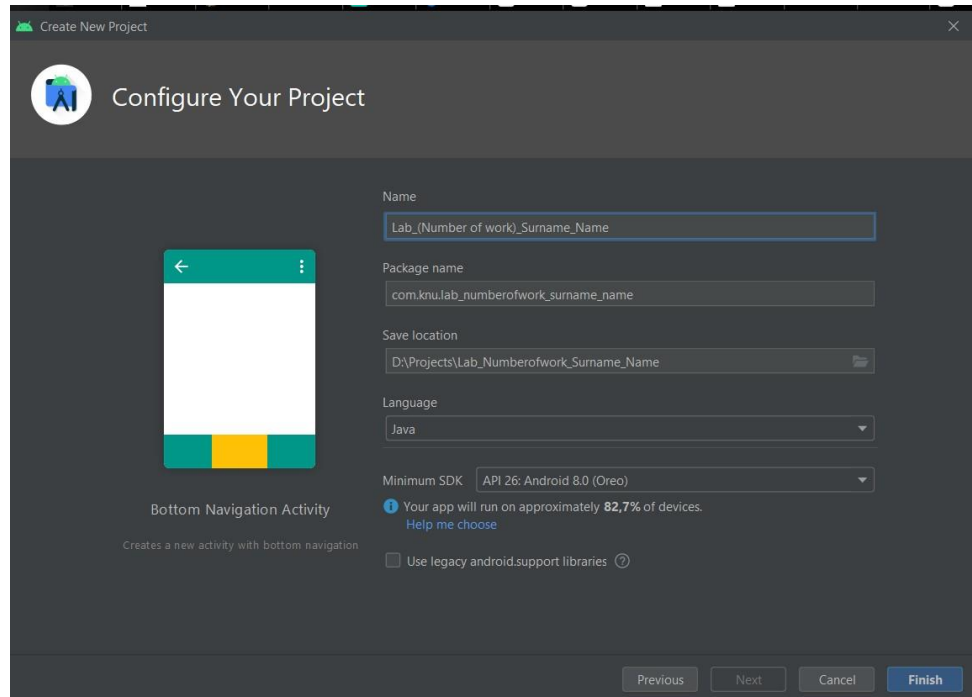 Create New Project
Configure Your Project
Name
Lab_(Number of work)_Surname_Name
Package name
com.knu.lab_numberofwork_surname_name
Save location
D:\Projects\Lab_Numberofwork_Surname_Name
Language
Java
Minimum SDK API 26: Android 8.0 (Oreo)
Your app will run on approximately 82,7% of devices.
Help me choose
Use legacy android.support libraries
Bottom Navigation Activity
Creates a new activity with bottom navigation
Previous Next Cancel Finish